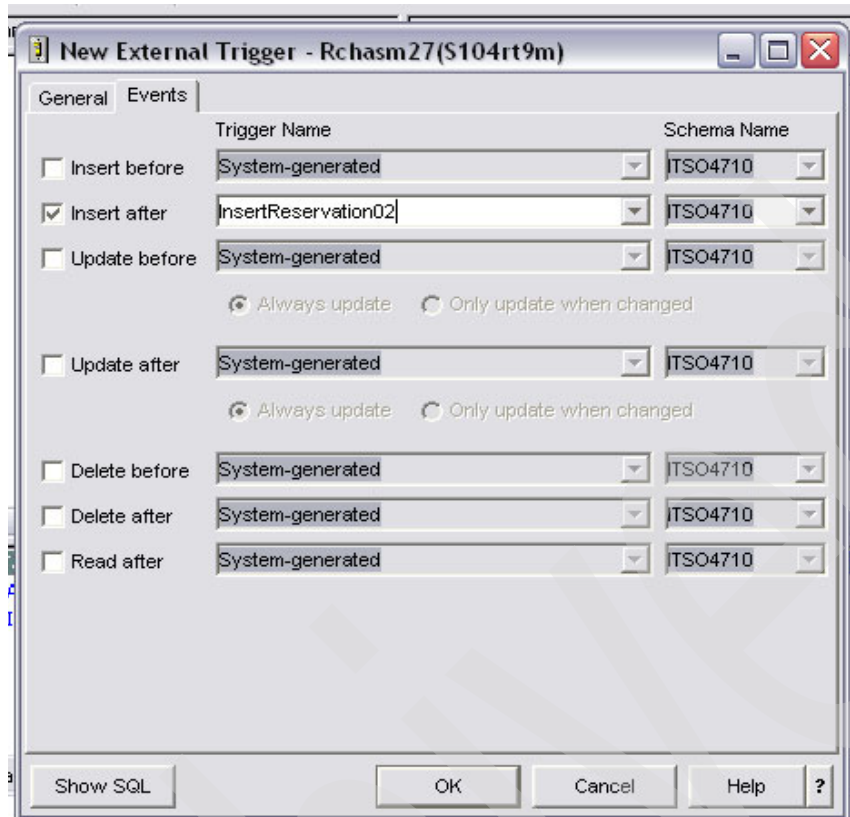 New External Trigger - Rchasm27(S104rt9m)
General Events
Trigger Name Schema Name
Insert before System-generated ITSO4710
Insert after InsertReservation02 ITSO4710
Update before System-generated ITSO4710
Always update Only update when changed
Update after System-generated ITSO4710
Always update Only update when changed
Delete before System-generated ITSO4710
Delete after System-generated ITSO4710
Read after System-generated ITSO4710
Show SQL OK Cancel Help ?